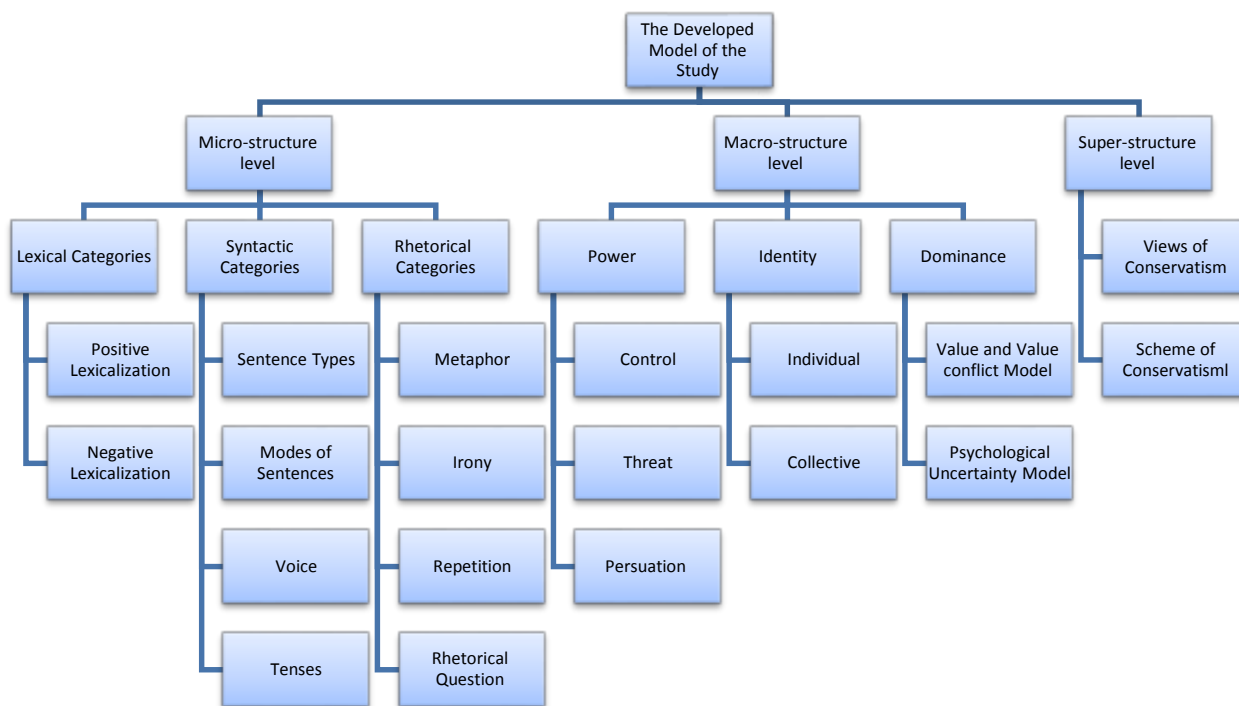 The Developed
Model of the
Study
Micro-structure
level
Macro-structure
level
Super-structure
level
Lexical Categories
Syntactic
Categories
Rhetorical
Categories
Power
Identity
Dominance
Views of
Conservatism
Positive
Lexicalization
Sentence Types
Metaphor
Control
Individual
Value and Value
conflict Model
Scheme of
Conservatisml
Negative
Lexicalization
Modes of
Sentences
Irony
Threat
Collective
Psychological
Uncertainty Model
Voice
Repetition
Persuation
Tenses
Rhetorical
Question